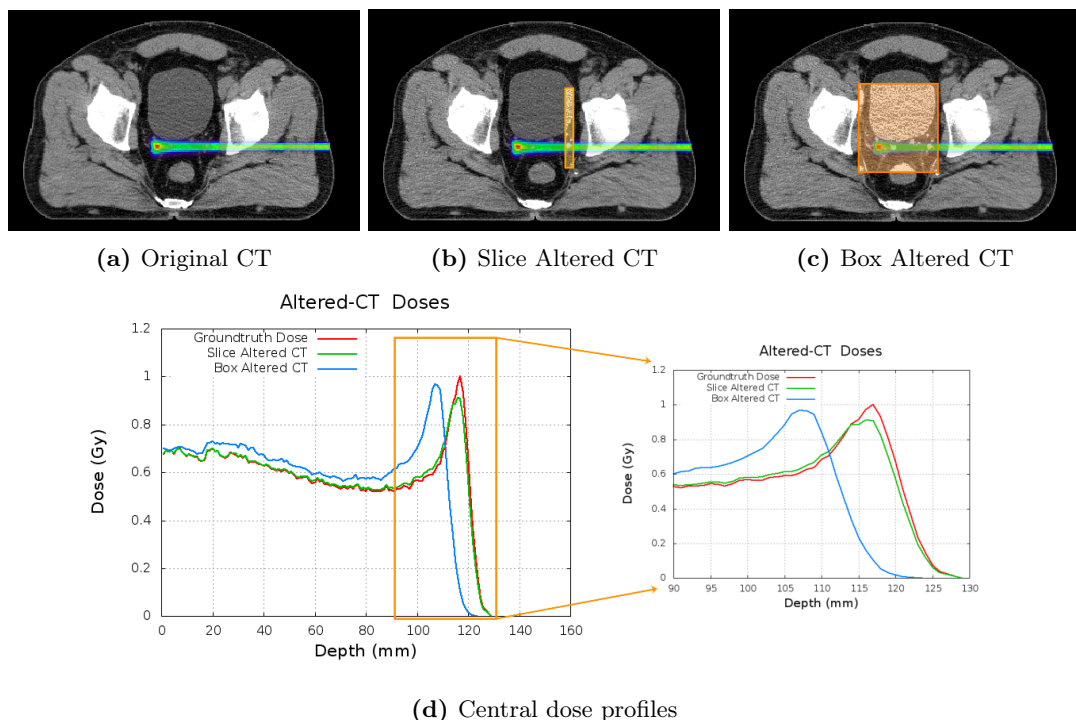 (a) Original CT
(b) Slice Altered CT
(c) Box Altered CT
Altered-CT Doses
Groundtruth Dose
Slice Altered CT
Box Altered CT
Dose (Gy)
1.2
1
0.8
0.6
0.4
0.2
0
0 20 40 60 80 100 120 140 160
Depth (mm)
Altered-CT Doses
Groundtruth Dose
Slice Altered CT
Box Altered CT
Dose (Gy)
1.2
1
0.8
0.6
0.4
0.2
0
90 95 100 105 110 115 120 125 130
Depth (mm)
(d) Central dose profiles